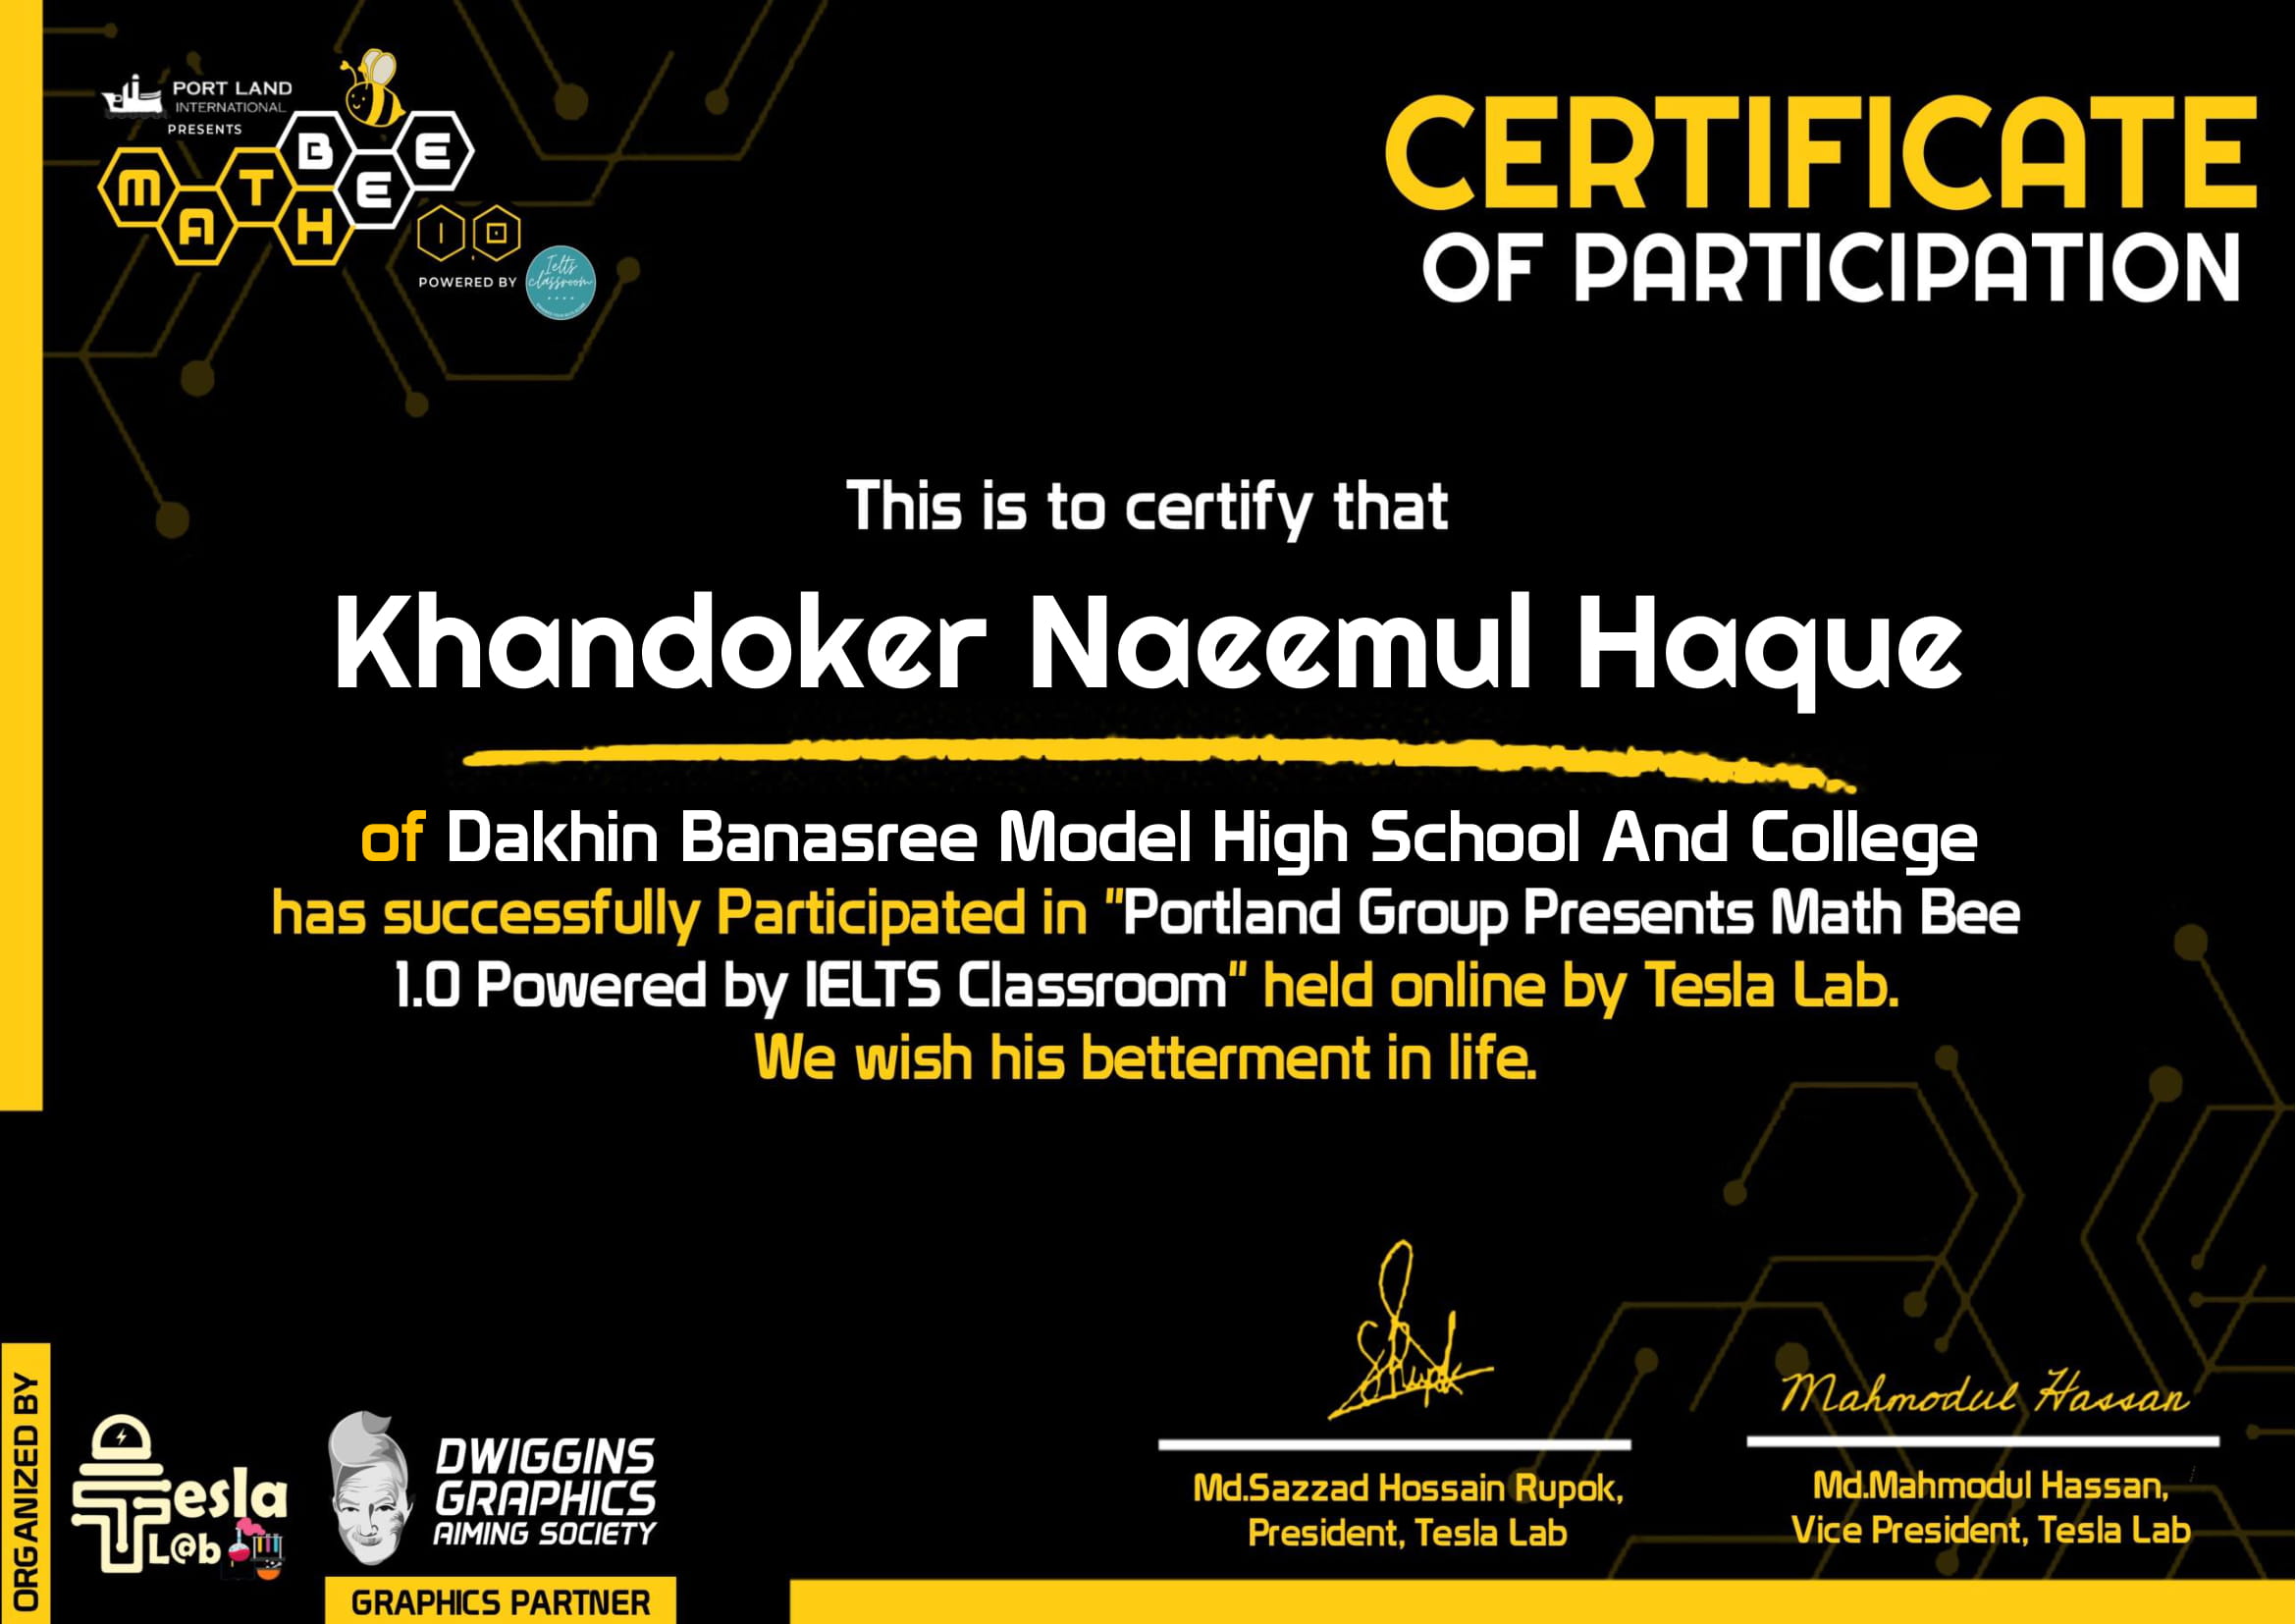 PORT LAND
INTERNATIONAL
PRESENTS
MATH BEE
1.0
POWERED BY
Ielts
classroom
CERTIFICATE
OF PARTICIPATION
This is to certify that
Khandoker Naeemul Haque
of Dakhin Banasree Model High School And College
has successfully Participated in "Portland Group Presents Math Bee
1.0 Powered by IELTS Classroom" held online by Tesla Lab.
We wish his betterment in life.
ORGANIZED BY
Tesla
L@b
DWIGGINS
GRAPHICS
AIMING SOCIETY
GRAPHICS PARTNER
Rupok
Md.Sazzad Hossain Rupok,
President, Tesla Lab
Mahmodul Hassan
Md.Mahmodul Hassan,
Vice President, Tesla Lab